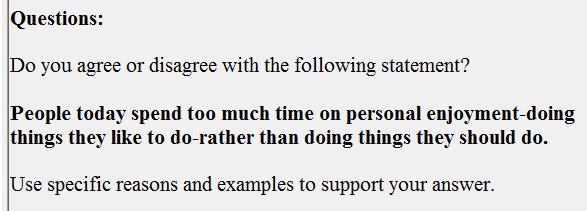 Questions:
Do you agree or disagree with the following statement?
People today spend too much time on personal enjoyment-doing
things they like to do-rather than doing things they should do.
Use specific reasons and examples to support your answer.